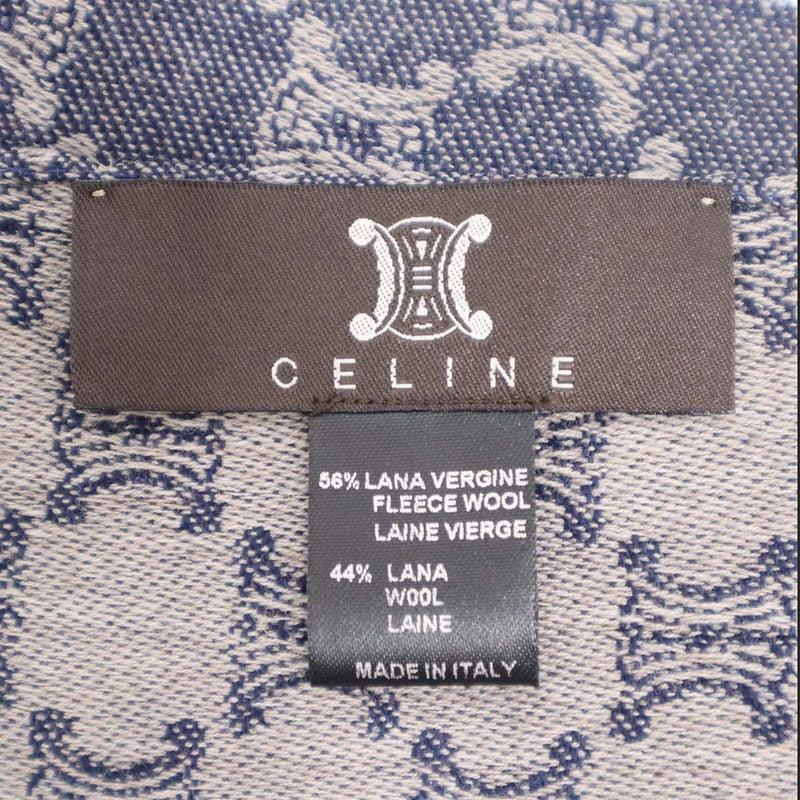 CELINE
56% LANA VERGINE
FLEECE WOOL
LAINE VIERGE
44% LANA
WOOL
LAINE
MADE IN ITALY